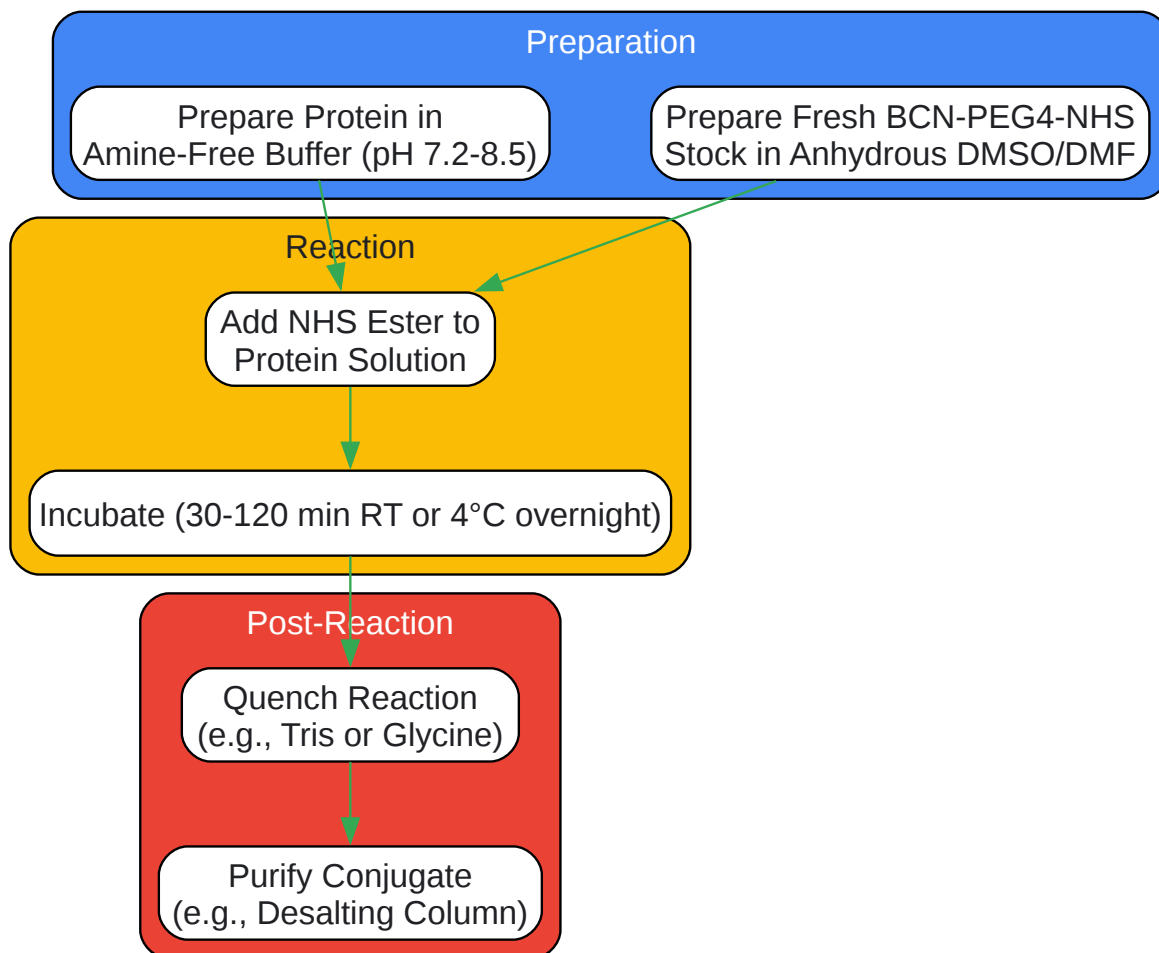 Preparation
Prepare Protein in
Amine-Free Buffer (pH 7.2-8.5)
Prepare Fresh BCN-PEG4-NHS
Stock in Anhydrous DMSO/DMF
Reaction
Add NHS Ester to
Protein Solution
Incubate (30-120 min RT or 4°C overnight)
Post-Reaction
Quench Reaction
(e.g., Tris or Glycine)
Purify Conjugate
(e.g., Desalting Column)